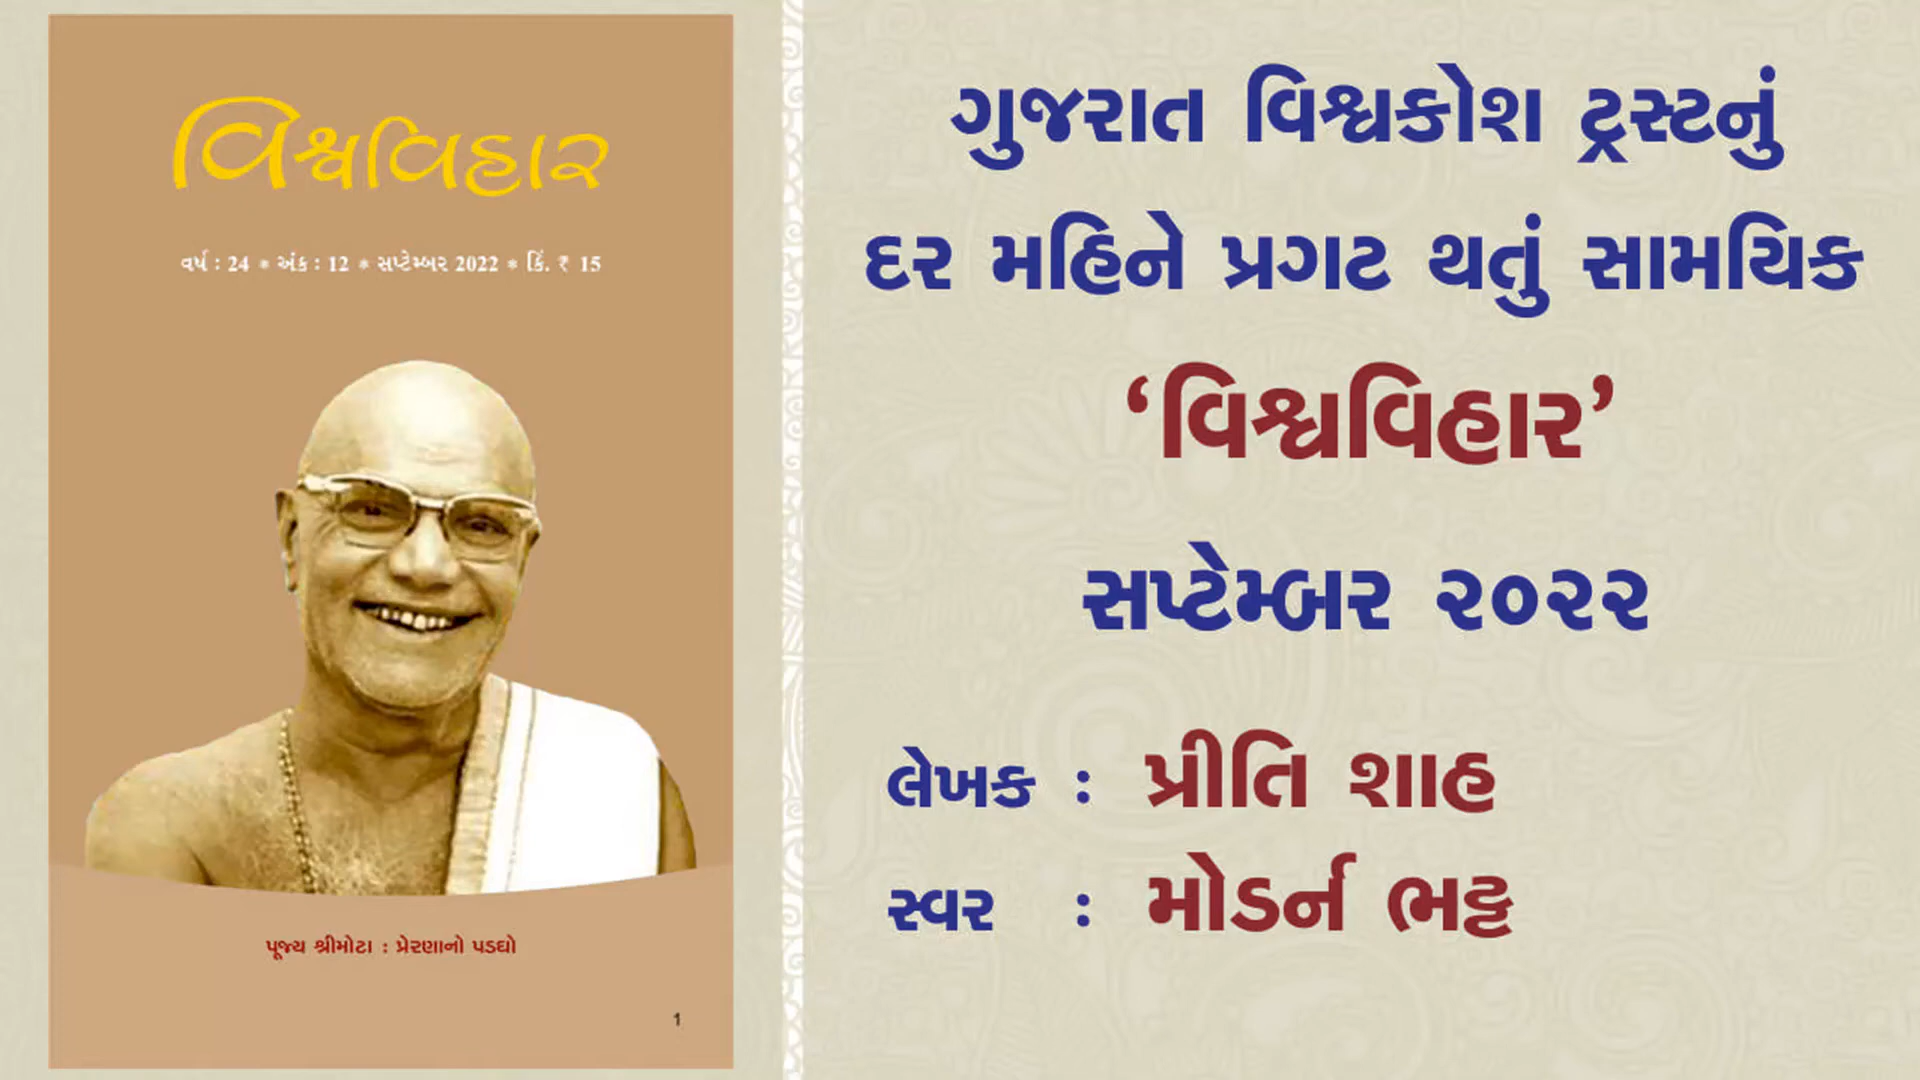 વિશ્વવિહાર
વર્ષ : 24 * અંક : 12 * સપ્ટેમ્બર 2022 * કિં. ₹ 15
પૂજ્ય શ્રીમોટા : પ્રેરણાનો પડઘો
1
ગુજરાત વિશ્વકોશ ટ્રસ્ટનું
દર મહિને પ્રગટ થતું સામયિક
‘વિશ્વવિહાર’
સપ્ટેમ્બર ૨૦૨૨
લેખક : પ્રીતિ શાહ
સ્વર : મોડર્ન ભટ્ટ